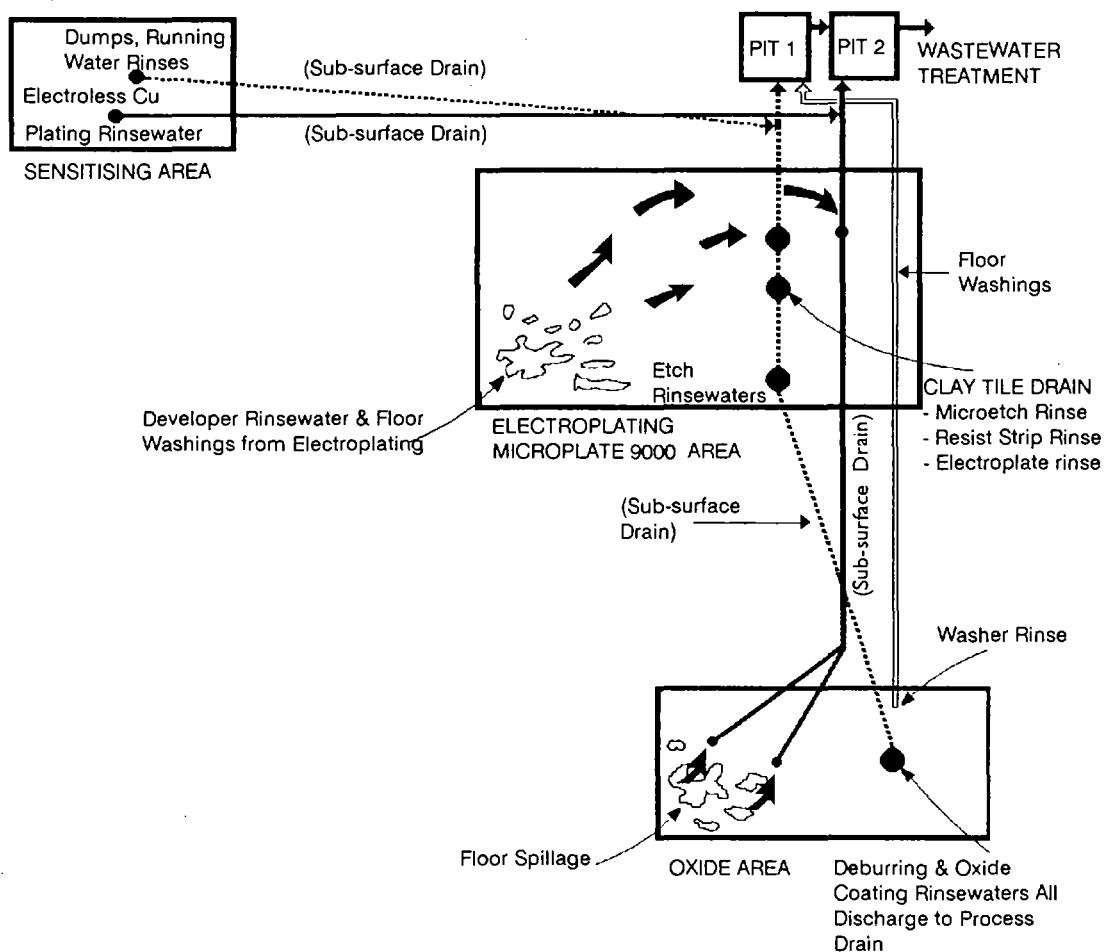 Dumps, Running
Water Rinses
Electroless Cu
Plating Rinsewater
SENSITISING AREA
(Sub-surface Drain)
(Sub-surface Drain)
PIT 1
PIT 2
WASTEWATER
TREATMENT
Floor
Washings
Etch
Rinsewaters
CLAY TILE DRAIN
- Microetch Rinse
- Resist Strip Rinse
- Electroplate rinse
Developer Rinsewater & Floor
Washings from Electroplating
ELECTROPLATING
MICROPLATE 9000 AREA
(Sub-surface
Drain)
(Sub-surface Drain)
Washer Rinse
Floor Spillage
OXIDE AREA
Deburring & Oxide
Coating Rinsewaters All
Discharge to Process
Drain